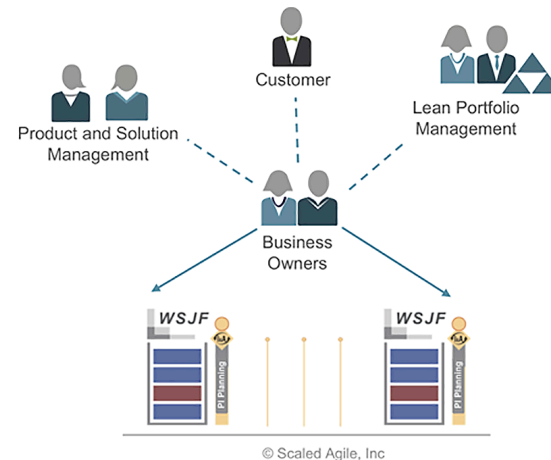 Customer
Product and Solution
Management
Lean Portfolio
Management
Business
Owners
WSJF
PI Planning
WSJF
PI Planning
© Scaled Agile, Inc